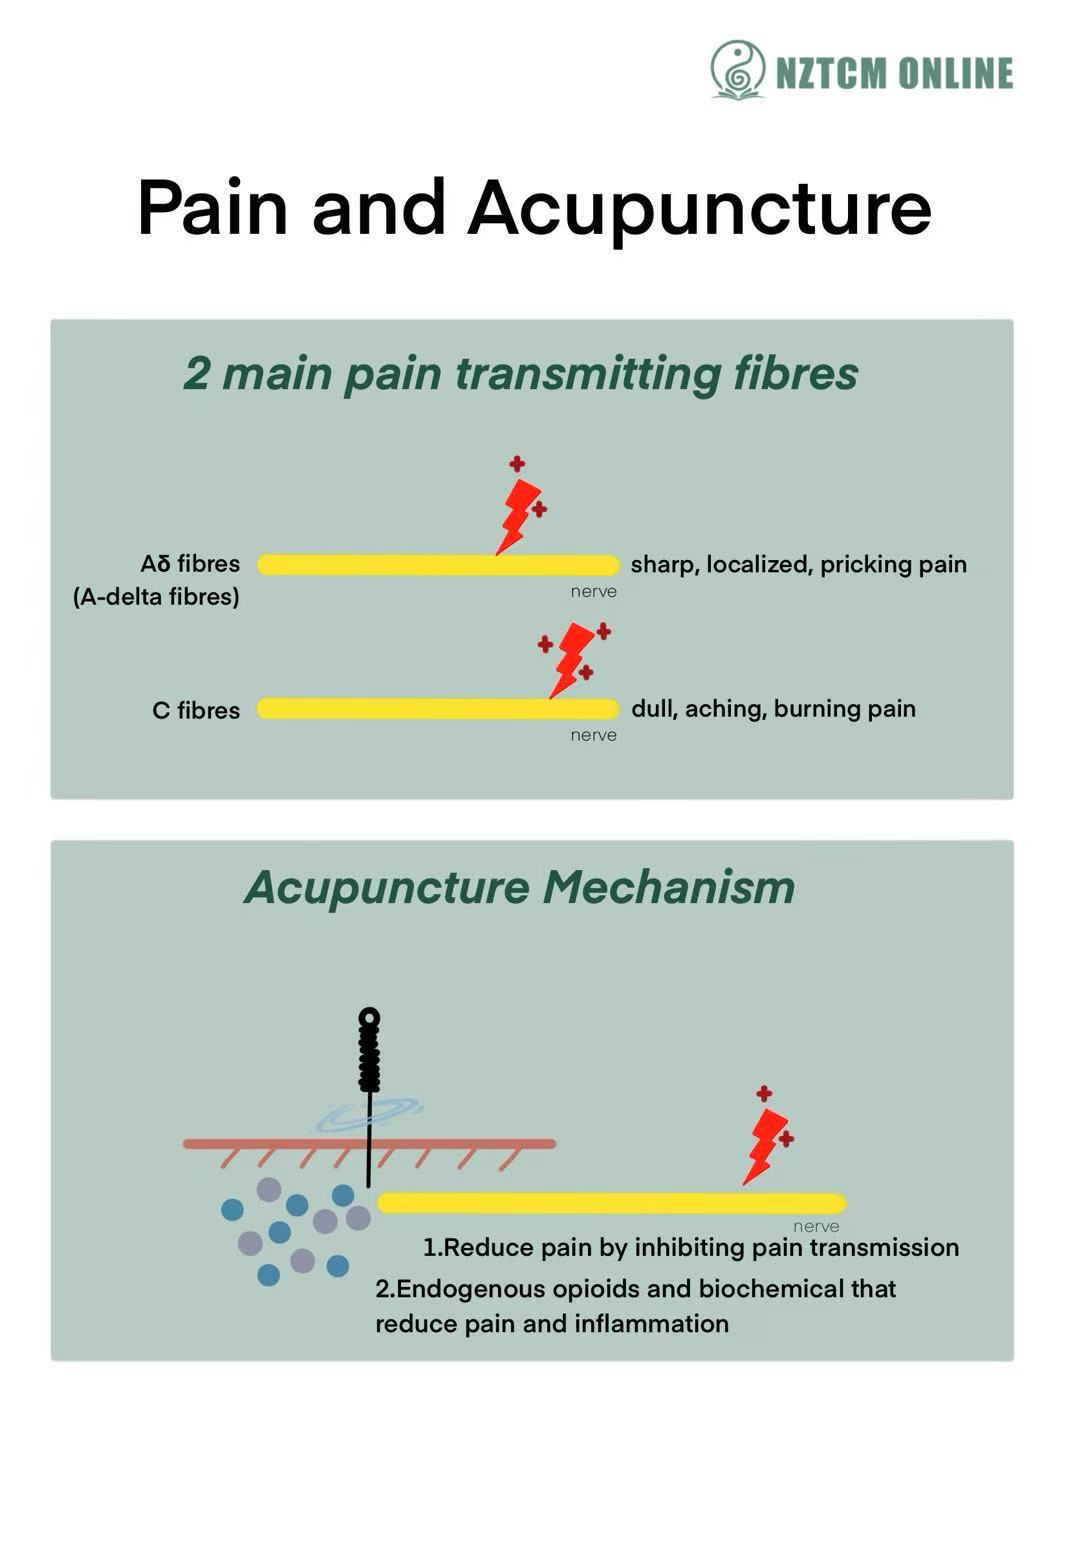 NZTCM ONLINE
Pain and Acupuncture
2 main pain transmitting fibres
Aδ fibres
(A-delta fibres)
sharp, localized, pricking pain
nerve
C fibres
dull, aching, burning pain
nerve
Acupuncture Mechanism
nerve
1.Reduce pain by inhibiting pain transmission
2.Endogenous opioids and biochemical that
reduce pain and inflammation